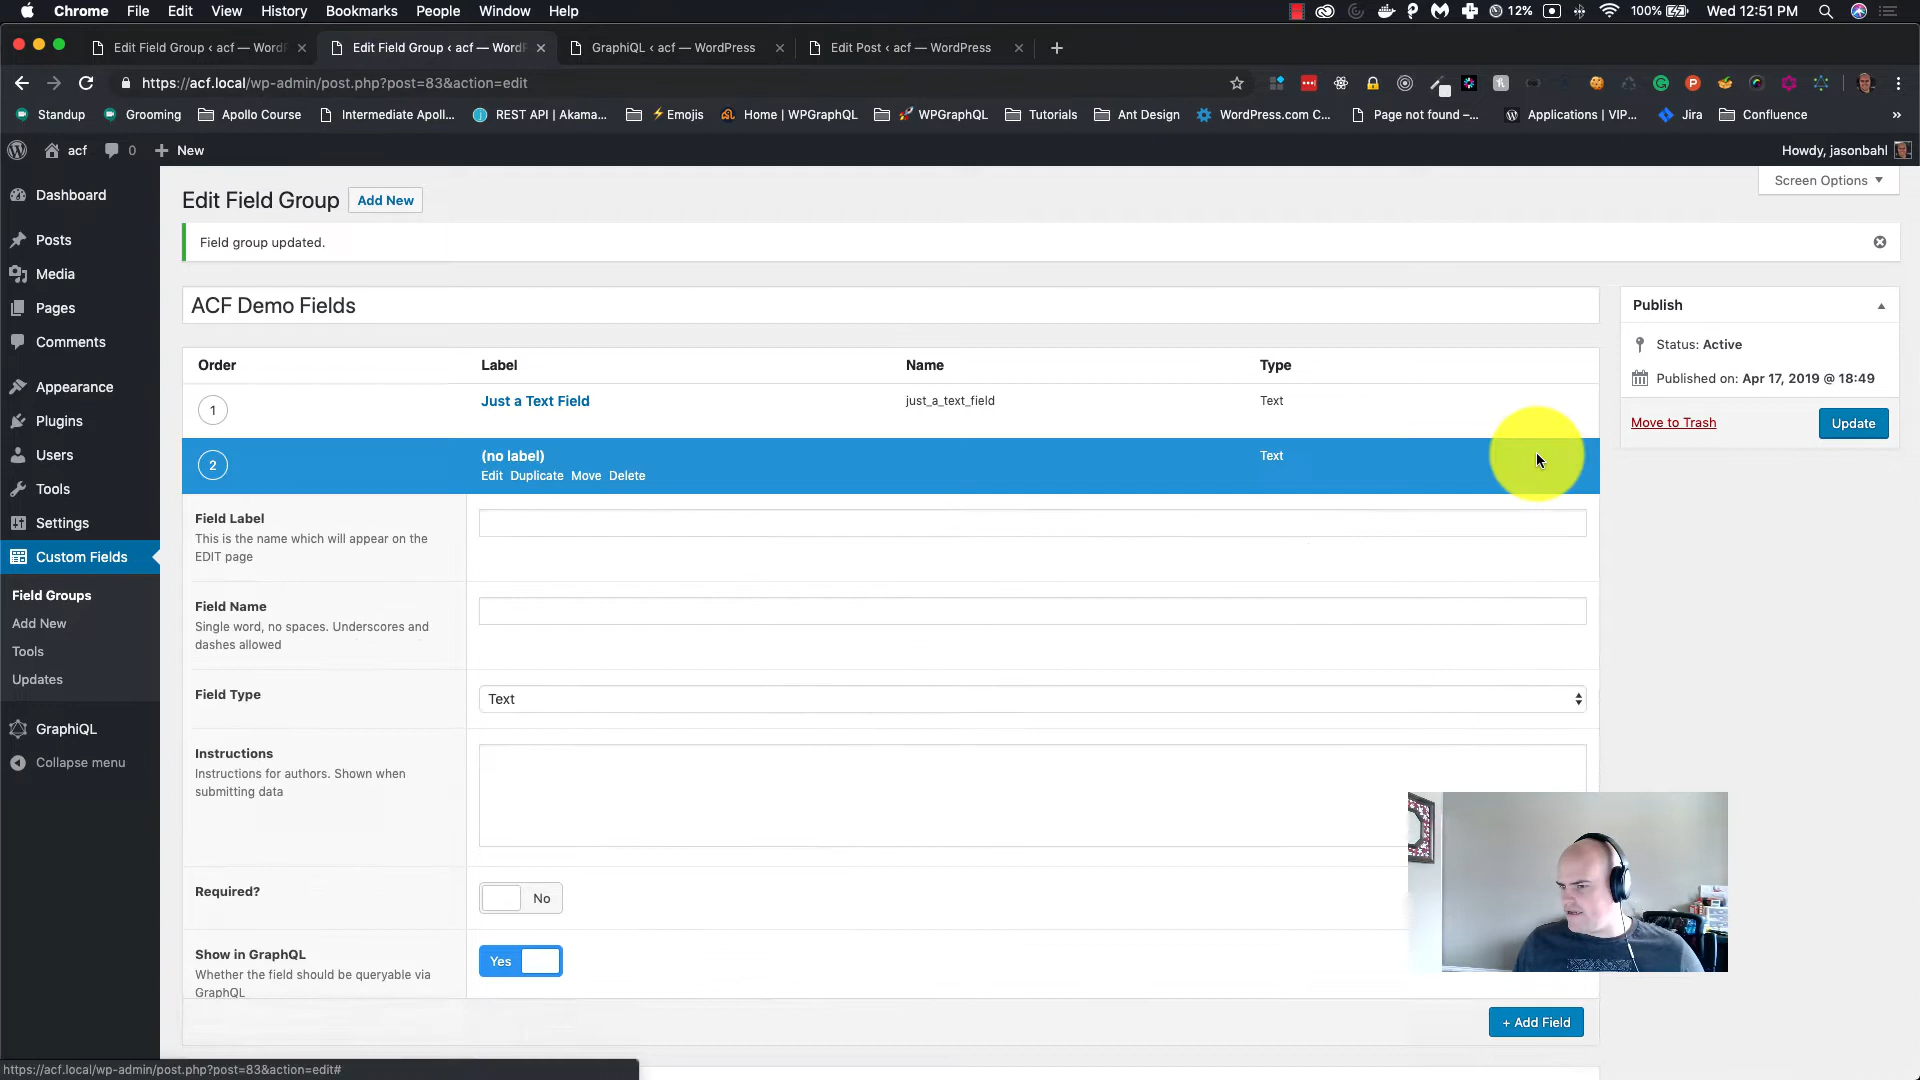 Chrome File Edit View History Bookmarks People Window Help 12% 100% Wed 12:51 PM
Edit Field Group ‹ acf — WordP Edit Field Group ‹ acf — WordP GraphiQL ‹ acf — WordPress Edit Post ‹ acf — WordPress
https://acf.local/wp-admin/post.php?post=83&action=edit
Standup Grooming Apollo Course Intermediate Apoll... REST API | Akama... ⚡Emojis Home | WPGraphQL 🚀 WPGraphQL Tutorials Ant Design WordPress.com C... Page not found –... Applications | VIP... Jira Confluence »
acf 0 + New Howdy, jasonbahl
Screen Options
Dashboard
Posts
Media
Pages
Comments
Appearance
Plugins
Users
Tools
Settings
Custom Fields
Field Groups
Add New
Tools
Updates
GraphiQL
Collapse menu
Edit Field Group Add New
Field group updated.
ACF Demo Fields
Order Label Name Type
1 Just a Text Field just_a_text_field Text
2 (no label) Text
Edit Duplicate Move Delete
Field Label
This is the name which will appear on the
EDIT page
Field Name
Single word, no spaces. Underscores and
dashes allowed
Field Type Text
Instructions
Instructions for authors. Shown when
submitting data
Required? No
Show in GraphQL Yes
Whether the field should be queryable via
GraphQL
+ Add Field
Publish
Status: Active
Published on: Apr 17, 2019 @ 18:49
Move to Trash Update
https://acf.local/wp-admin/post.php?post=83&action=edit#